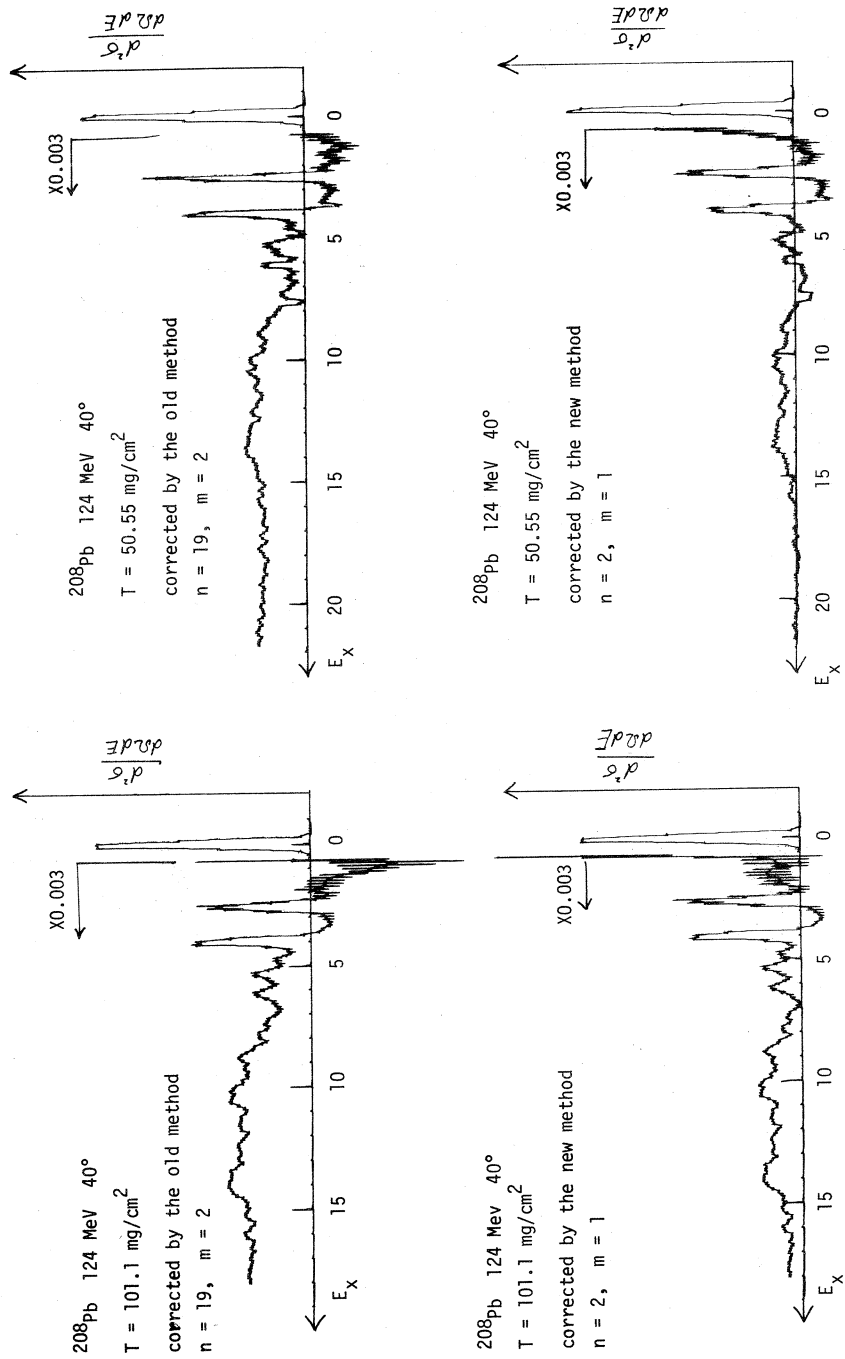 d²σ
dΩdE
X0.003
²⁰⁸Pb 124 MeV 40°
T = 101.1 mg/cm²
corrected by the old method
n = 19, m = 2
0
5
10
15
Eₓ
d²σ
dΩdE
X0.003
²⁰⁸Pb 124 MeV 40°
T = 50.55 mg/cm²
corrected by the old method
n = 19, m = 2
0
5
10
15
20
Eₓ
d²σ
dΩdE
X0.003
²⁰⁸Pb 124 MeV 40°
T = 101.1 mg/cm²
corrected by the new method
n = 2, m = 1
0
5
10
15
Eₓ
d²σ
dΩdE
X0.003
²⁰⁸Pb 124 MeV 40°
T = 50.55 mg/cm²
corrected by the new method
n = 2, m = 1
0
5
10
15
20
Eₓ